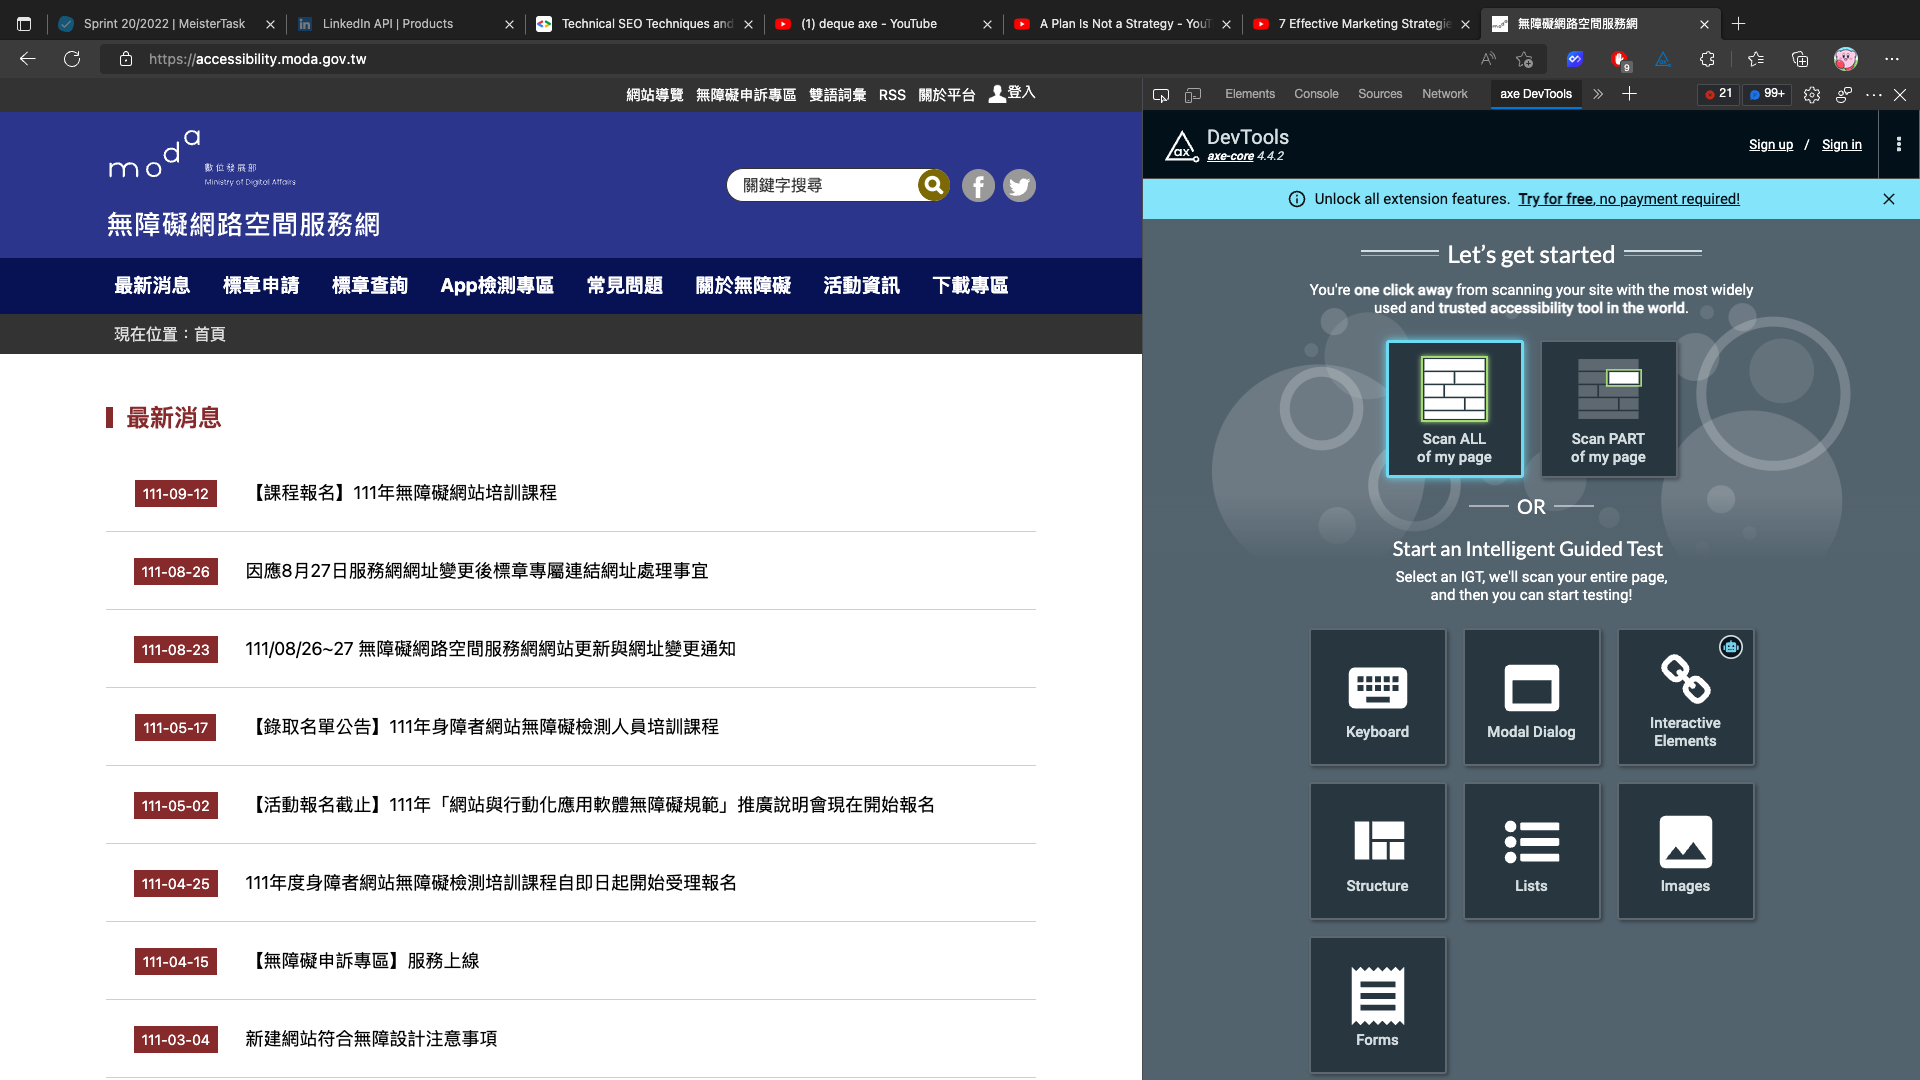 Sprint 20/2022 | MeisterTask
LinkedIn API | Products
Technical SEO Techniques and
(1) deque axe - YouTube
A Plan Is Not a Strategy - YouT
7 Effective Marketing Strategie
無障礙網路空間服務網
https://accessibility.moda.gov.tw
9
網站導覽 無障礙申訴專區 雙語詞彙 RSS 關於平台 登入
moda 數位發展部
Ministry of Digital Affairs
關鍵字搜尋
無障礙網路空間服務網
最新消息 標章申請 標章查詢 App檢測專區 常見問題 關於無障礙 活動資訊 下載專區
現在位置：首頁
最新消息
111-09-12 【課程報名】111年無障礙網站培訓課程
111-08-26 因應8月27日服務網網址變更後標章專屬連結網址處理事宜
111-08-23 111/08/26~27 無障礙網路空間服務網網站更新與網址變更通知
111-05-17 【錄取名單公告】111年身障者網站無障礙檢測人員培訓課程
111-05-02 【活動報名截止】111年「網站與行動化應用軟體無障礙規範」推廣說明會現在開始報名
111-04-25 111年度身障者網站無障礙檢測培訓課程自即日起開始受理報名
111-04-15 【無障礙申訴專區】服務上線
111-03-04 新建網站符合無障設計注意事項
Elements Console Sources Network axe DevTools 21 99+
ax DevTools
axe-core 4.4.2
Sign up / Sign in
Unlock all extension features. Try for free, no payment required!
Let’s get started
You're one click away from scanning your site with the most widely
used and trusted accessibility tool in the world.
Scan ALL
of my page
Scan PART
of my page
OR
Start an Intelligent Guided Test
Select an IGT, we'll scan your entire page,
and then you can start testing!
Keyboard
Modal Dialog
Interactive
Elements
Structure
Lists
Images
Forms